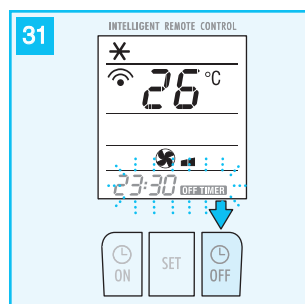 31
INTELLIGENT REMOTE CONTROL
26 °C
23:30 OFF TIMER
ON SET OFF